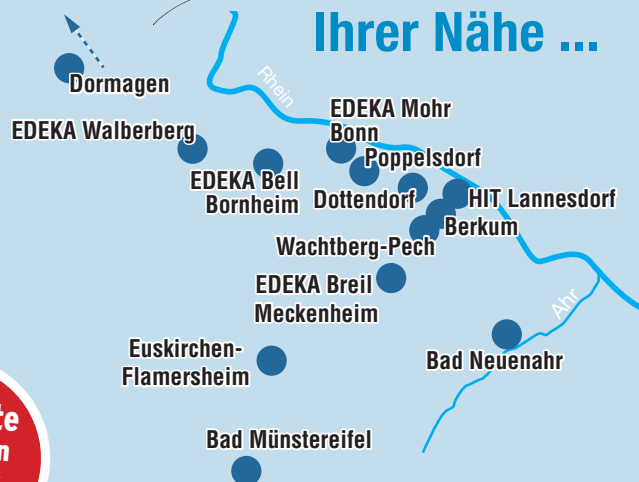 Ihrer Nähe ...
Rhein
Dormagen
EDEKA Mohr
Bonn
EDEKA Walberberg
Poppelsdorf
EDEKA Bell
Bornheim
Dottendorf
HIT Lannesdorf
Berkum
Wachtberg-Pech
EDEKA Breil
Meckenheim
Ahr
Euskirchen-
Flamersheim
Bad Neuenahr
Bad Münstereifel